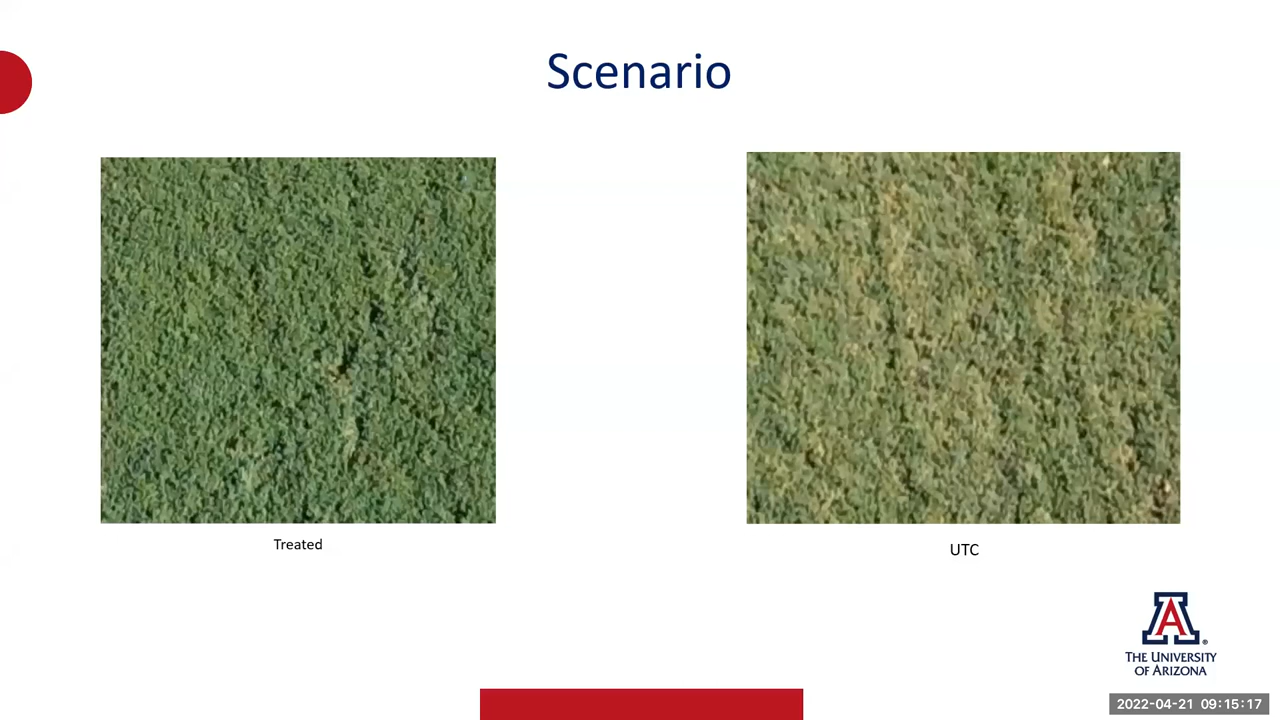 Scenario
Treated
UTC
A
THE UNIVERSITY
OF ARIZONA
2022-04-21 09:15:17